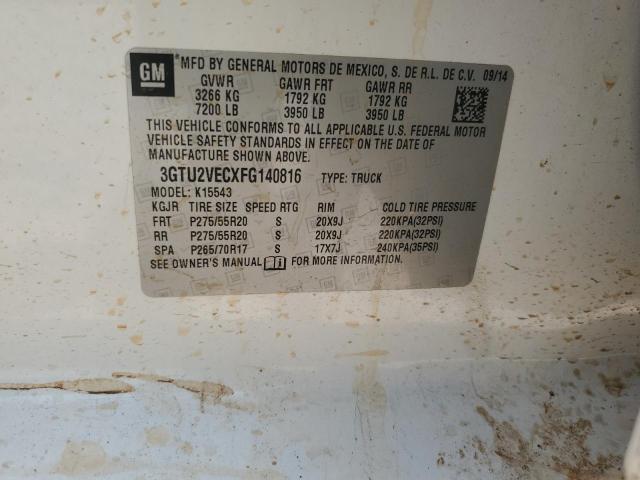 GM
*MFD BY GENERAL MOTORS DE MEXICO, S. DE R.L. DE C.V. 09/14
GVWR GAWR FRT GAWR RR
3266 KG 1792 KG 1792 KG
7200 LB 3950 LB 3950 LB
THIS VEHICLE CONFORMS TO ALL APPLICABLE U.S. FEDERAL MOTOR
VEHICLE SAFETY STANDARDS IN EFFECT ON THE DATE OF
MANUFACTURE SHOWN ABOVE.
3GTU2VECXFG140816 TYPE: TRUCK
MODEL: K15543
KGJR TIRE SIZE SPEED RTG RIM COLD TIRE PRESSURE
FRT P275/55R20 S 20X9J 220KPA(32PSI)
RR P275/55R20 S 20X9J 220KPA(32PSI)
SPA P265/70R17 S 17X7J 240KPA(35PSI)
SEE OWNER'S MANUAL FOR MORE INFORMATION.